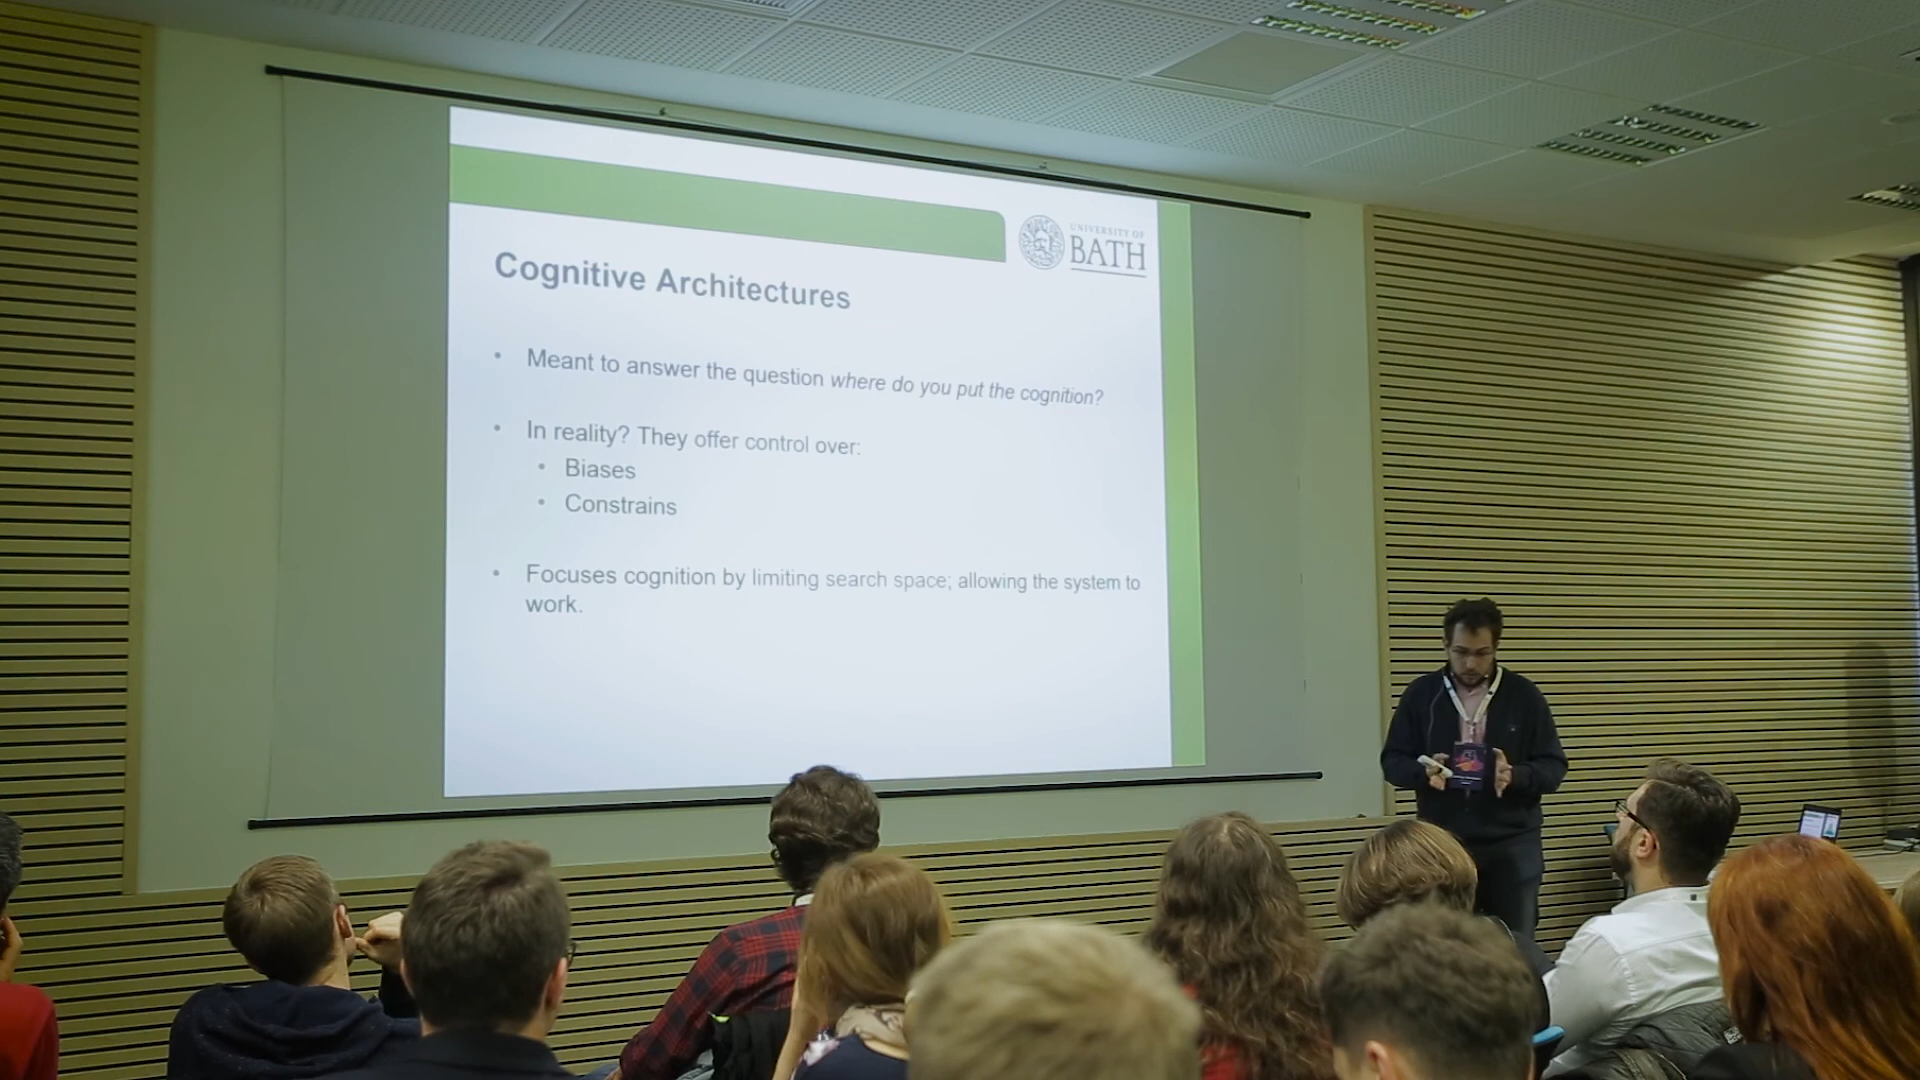 UNIVERSITY OF
BATH
Cognitive Architectures
• Meant to answer the question where do you put the cognition?
• In reality? They offer control over:
• Biases
• Constrains
• Focuses cognition by limiting search space; allowing the system to
work.